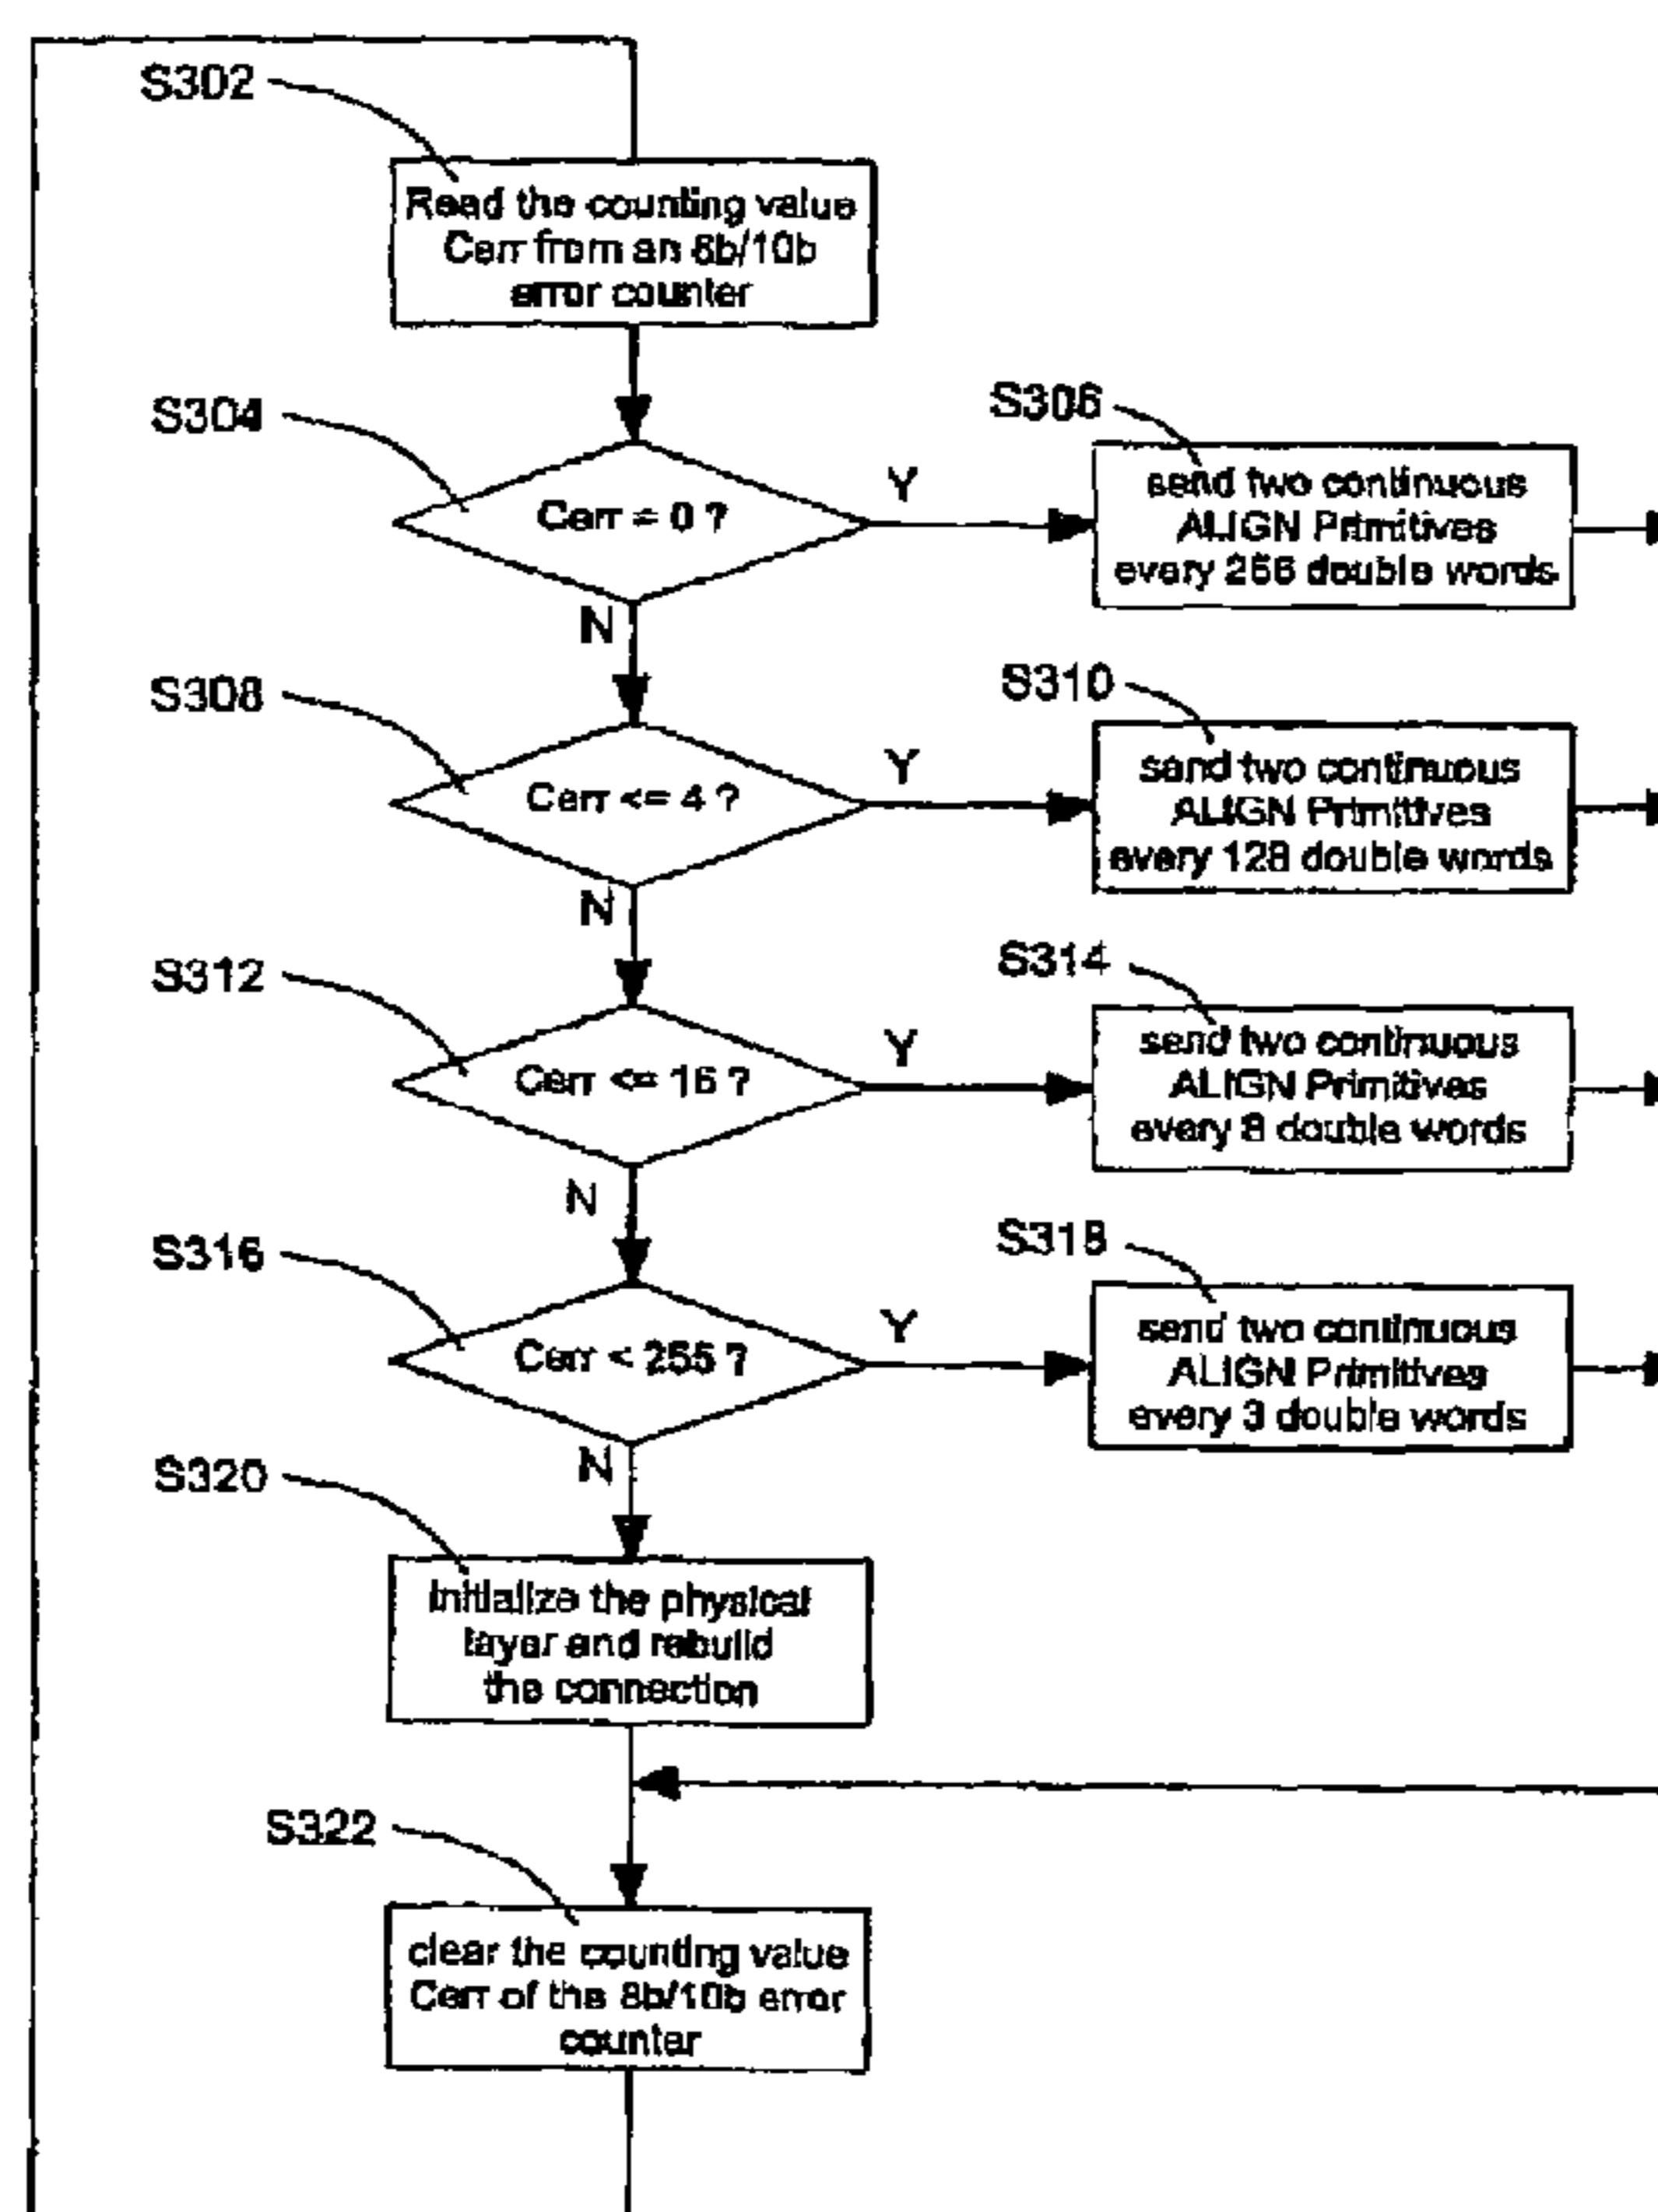 S302
Read the counting value
Cerr from an 8b/10b
error counter
S304
Cerr = 0 ?
Y
N
S306
send two continuous
ALIGN Primitives
every 256 double words
S308
Cerr <= 4 ?
Y
N
S310
send two continuous
ALIGN Primitives
every 128 double words
S312
Cerr <= 16 ?
Y
N
S314
send two continuous
ALIGN Primitives
every 8 double words
S316
Cerr < 255 ?
Y
N
S318
send two continuous
ALIGN Primitives
every 3 double words
S320
Initialize the physical
layer and rebuild
the connection
S322
clear the counting value
Cerr of the 8b/10b error
counter